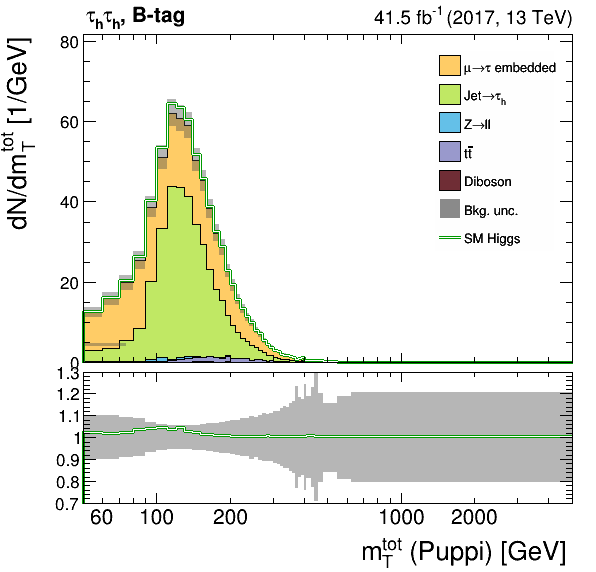 τhτh, B-tag
41.5 fb-1 (2017, 13 TeV)
dN/dmTtot [1/GeV]
80
60
40
20
0
μ→τ embedded
Jet→τh
Z→ll
tt̄
Diboson
Bkg. unc.
SM Higgs
1.3
1.2
1.1
1
0.9
0.8
0.7
60 100 200 1000 2000
mTtot (Puppi) [GeV]